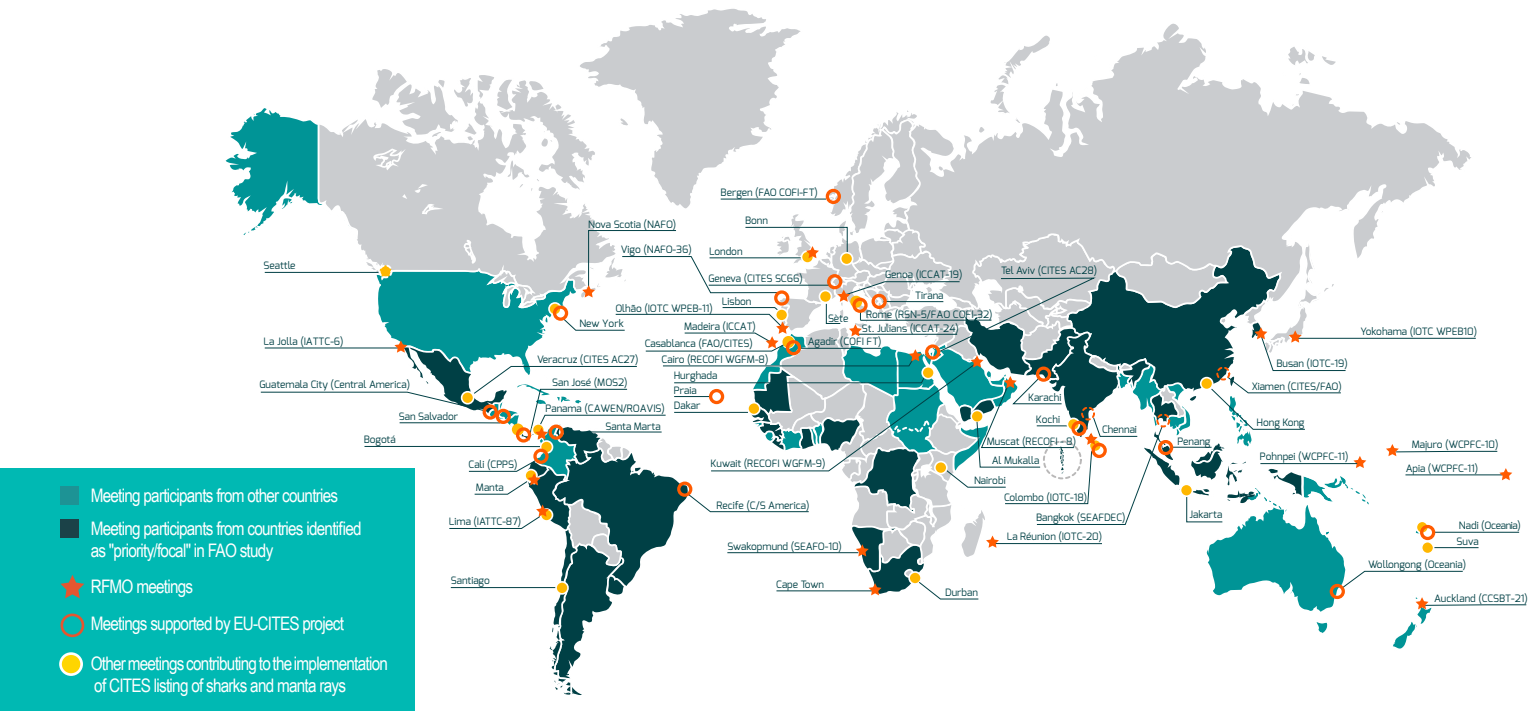 Bergen (FAO COFI-FT)
Nova Scotia (NAFO)
Bonn
Vigo (NAFO-36)
London
Seattle
Geneva (CITES SC66)
Genoa (ICCAT-19)
Tel Aviv (CITES AC28)
Lisbon
Tirana
Olhão (IOTC WPEB-11)
Sète
Rome (RSN-5/FAO COFI-32)
New York
Madeira (ICCAT)
St. Julians (ICCAT-24)
Yokohama (IOTC WPEB10)
La Jolla (IATTC-6)
Casablanca (FAO/CITES)
Agadir (COFI FT)
Veracruz (CITES AC27)
Cairo (RECOFI WGFM-8)
Busan (IOTC-19)
Hurghada
Guatemala City (Central America)
San José (MOS2)
Praia
Xiamen (CITES/FAO)
Karachi
Dakar
San Salvador
Panama (CAWEN/ROAVIS)
Kochi
Santa Marta
Chennai
Hong Kong
Bogotá
Muscat (RECOFI-8)
Penang
Majuro (WCPFC-10)
Cali (CPPS)
Kuwait (RECOFI WGFM-9)
Al Mukalla
Pohnpei (WCPFC-11)
Apia (WCPFC-11)
Manta
Nairobi
Colombo (IOTC-18)
Recife (C/S America)
Lima (IATTC-87)
Bangkok (SEAFDEC)
Jakarta
Nadi (Oceania)
La Réunion (IOTC-20)
Suva
Swakopmund (SEAFO-10)
Wollongong (Oceania)
Santiago
Cape Town
Durban
Auckland (CCSBT-21)
Meeting participants from other countries
Meeting participants from countries identified
as "priority/focal" in FAO study
RFMO meetings
Meetings supported by EU-CITES project
Other meetings contributing to the implementation
of CITES listing of sharks and manta rays